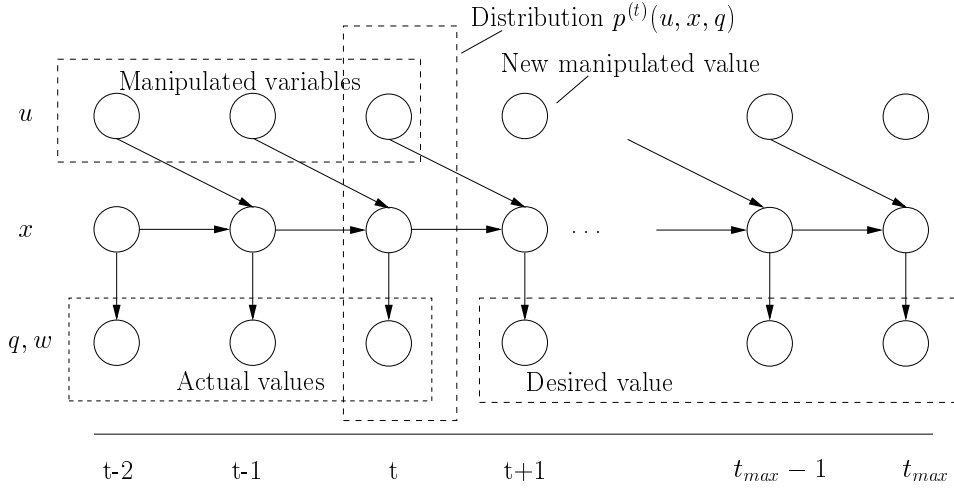 Distribution $p^{(t)}(u, x, q)$
New manipulated value
Manipulated variables
$u$
$x$
. . .
$q, w$
Actual values
Desired value
t-2 t-1 t t+1 $t_{max} - 1$ $t_{max}$